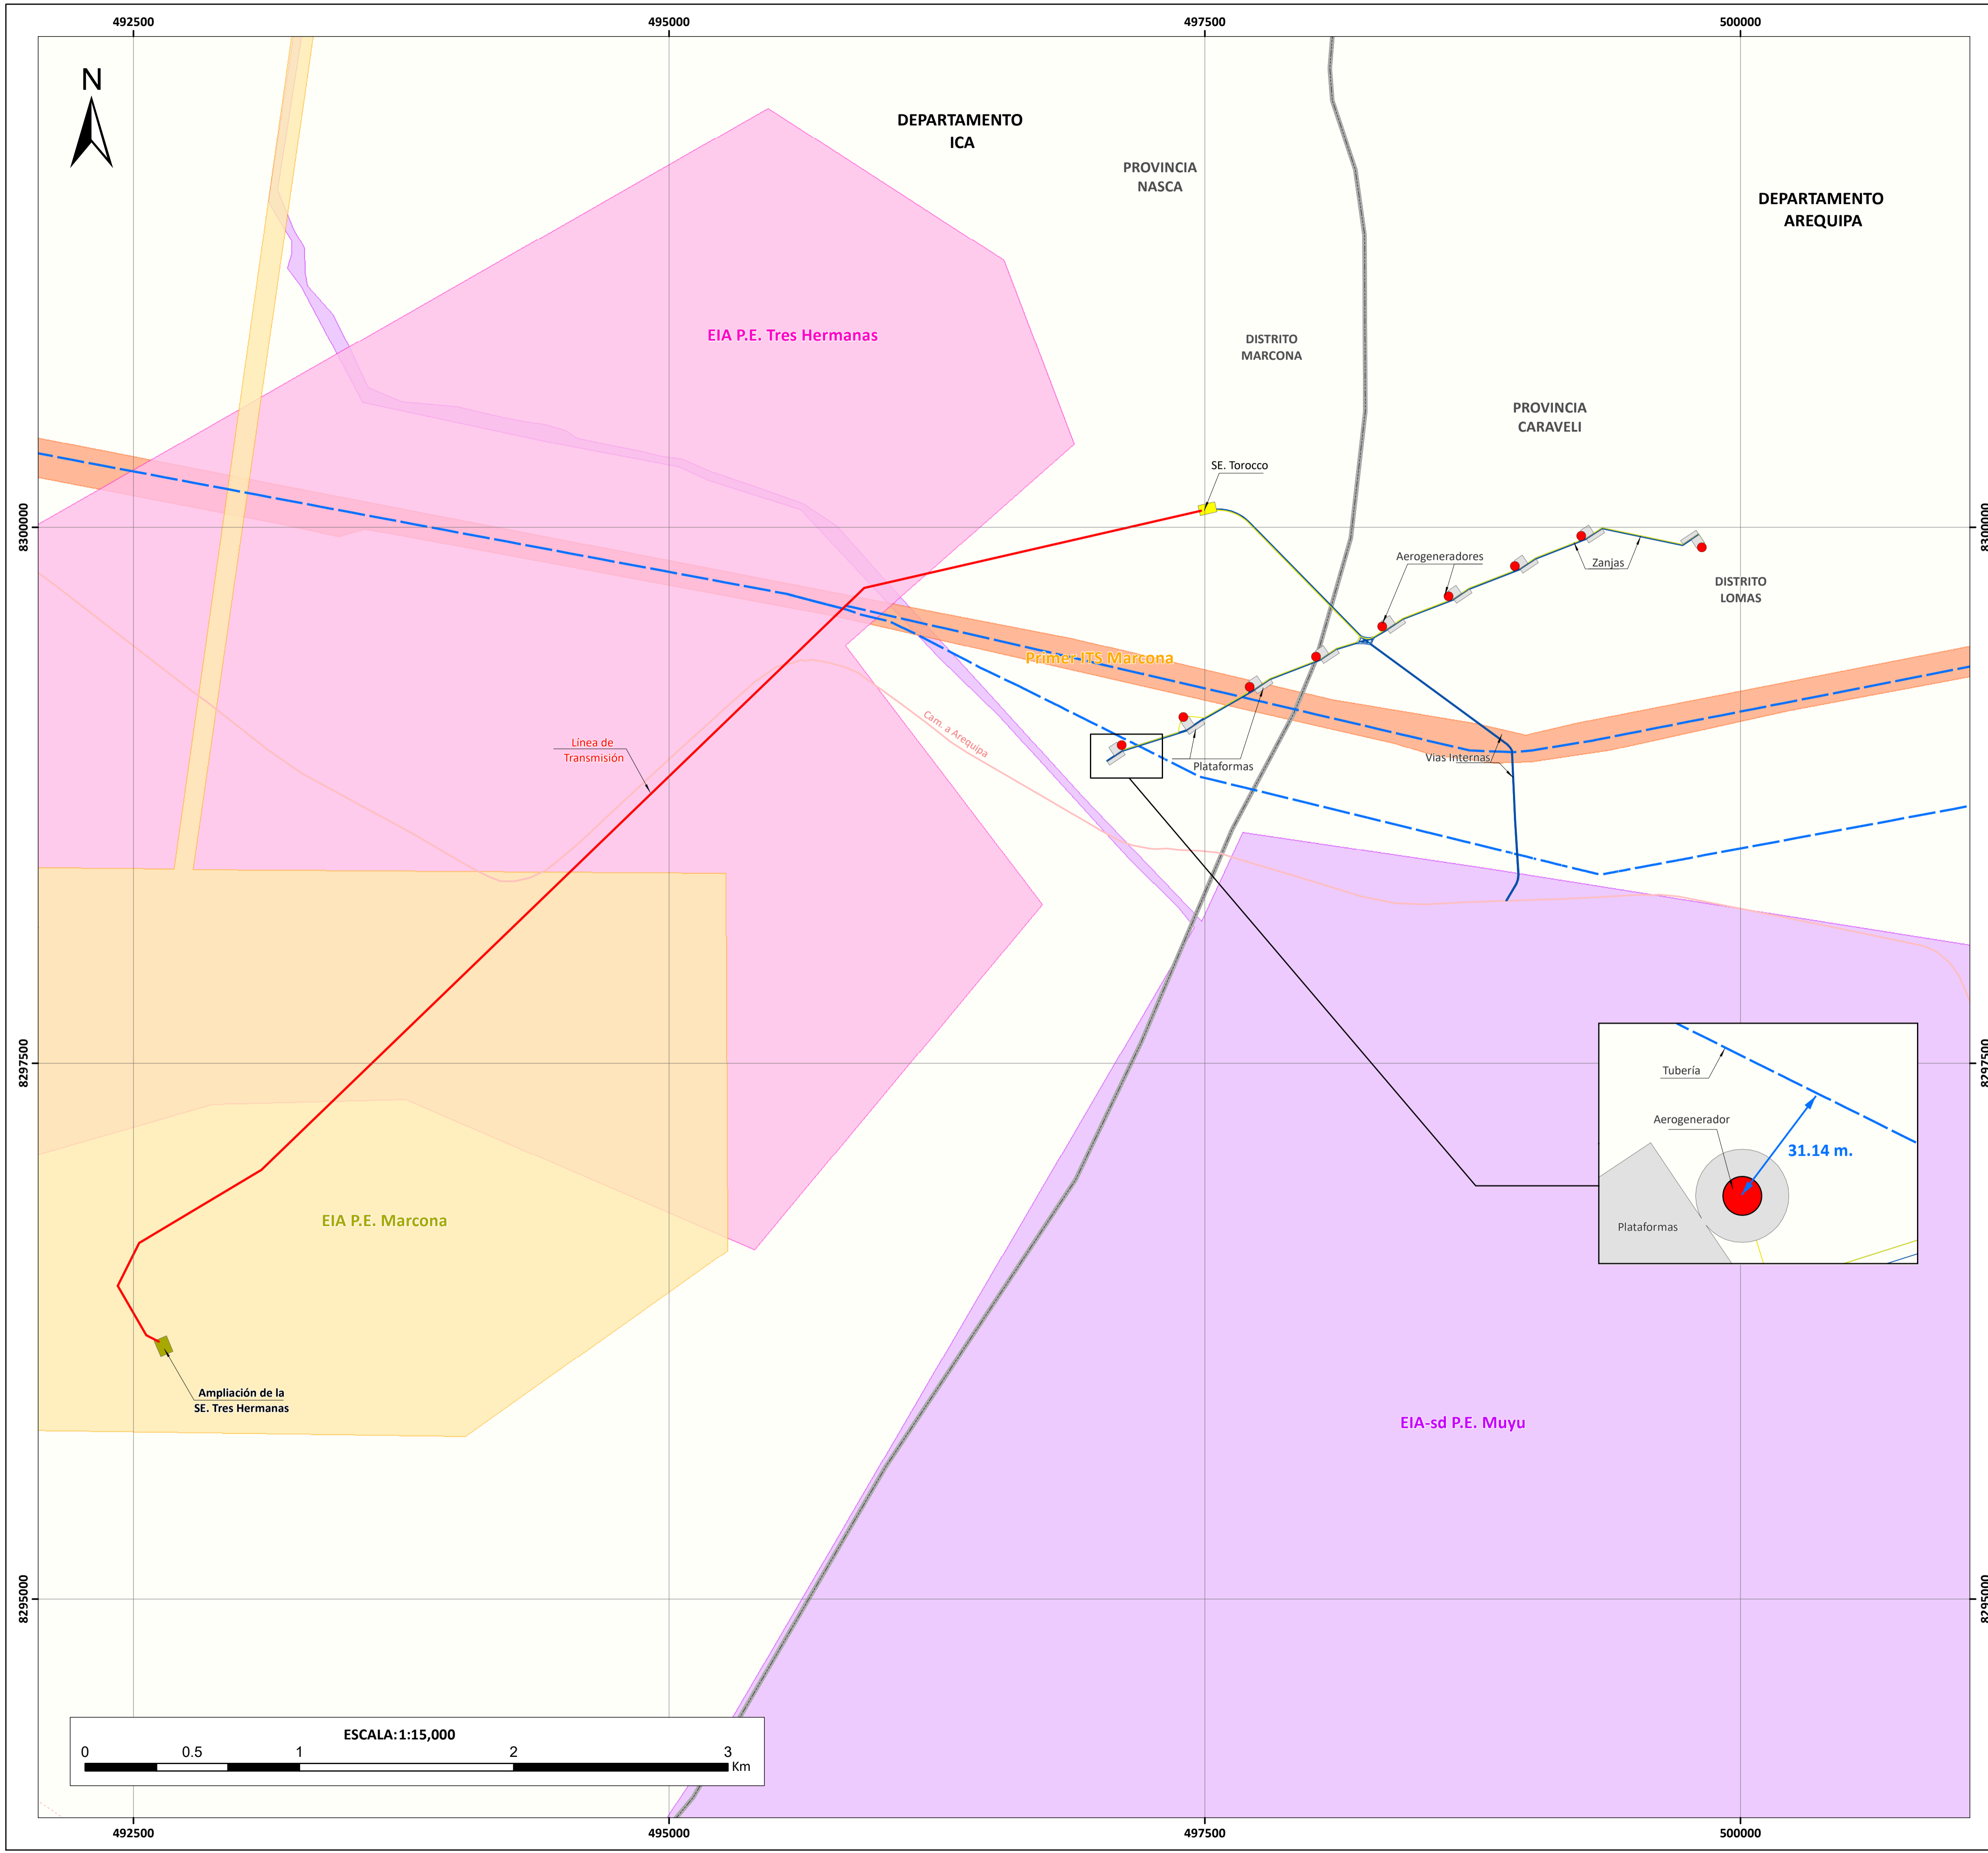 492500
495000
497500
500000
N
DEPARTAMENTO
ICA
PROVINCIA
NASCA
DEPARTAMENTO
AREQUIPA
EIA P.E. Tres Hermanas
DISTRITO
MARCONA
PROVINCIA
CARAVELI
SE. Torocco
8300000
8300000
Aerogeneradores
Zanjas
DISTRITO
LOMAS
Primer ITS Marcona
Cam. a Arequipa
Línea de
Transmisión
Plataformas
Vias Internas
8297500
8297500
Tubería
Aerogenerador
31.14 m.
Plataformas
EIA P.E. Marcona
Ampliación de la
SE. Tres Hermanas
EIA-sd P.E. Muyu
8295000
8295000
ESCALA:1:15,000
0
0.5
1
2
3
Km
492500
495000
497500
500000